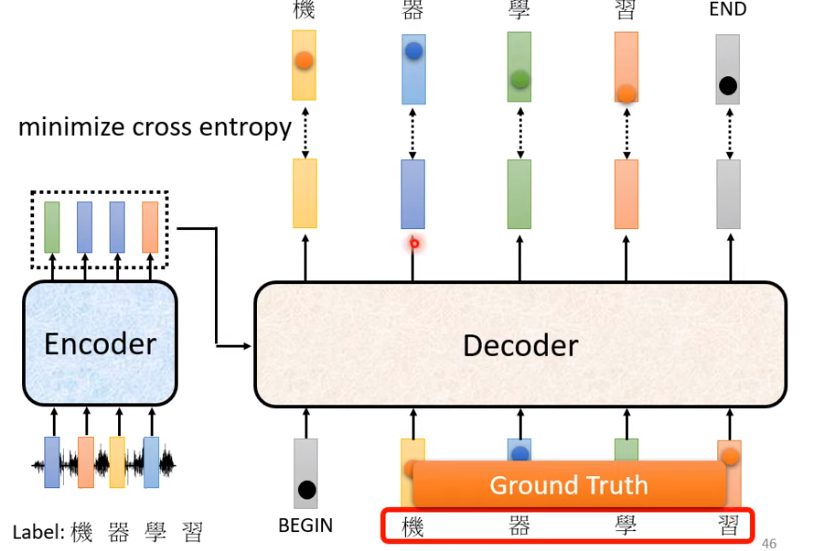 機 器 學 習 END
minimize cross entropy
Encoder
Decoder
Ground Truth
Label: 機 器 學 習
BEGIN 機 器 學 習
46